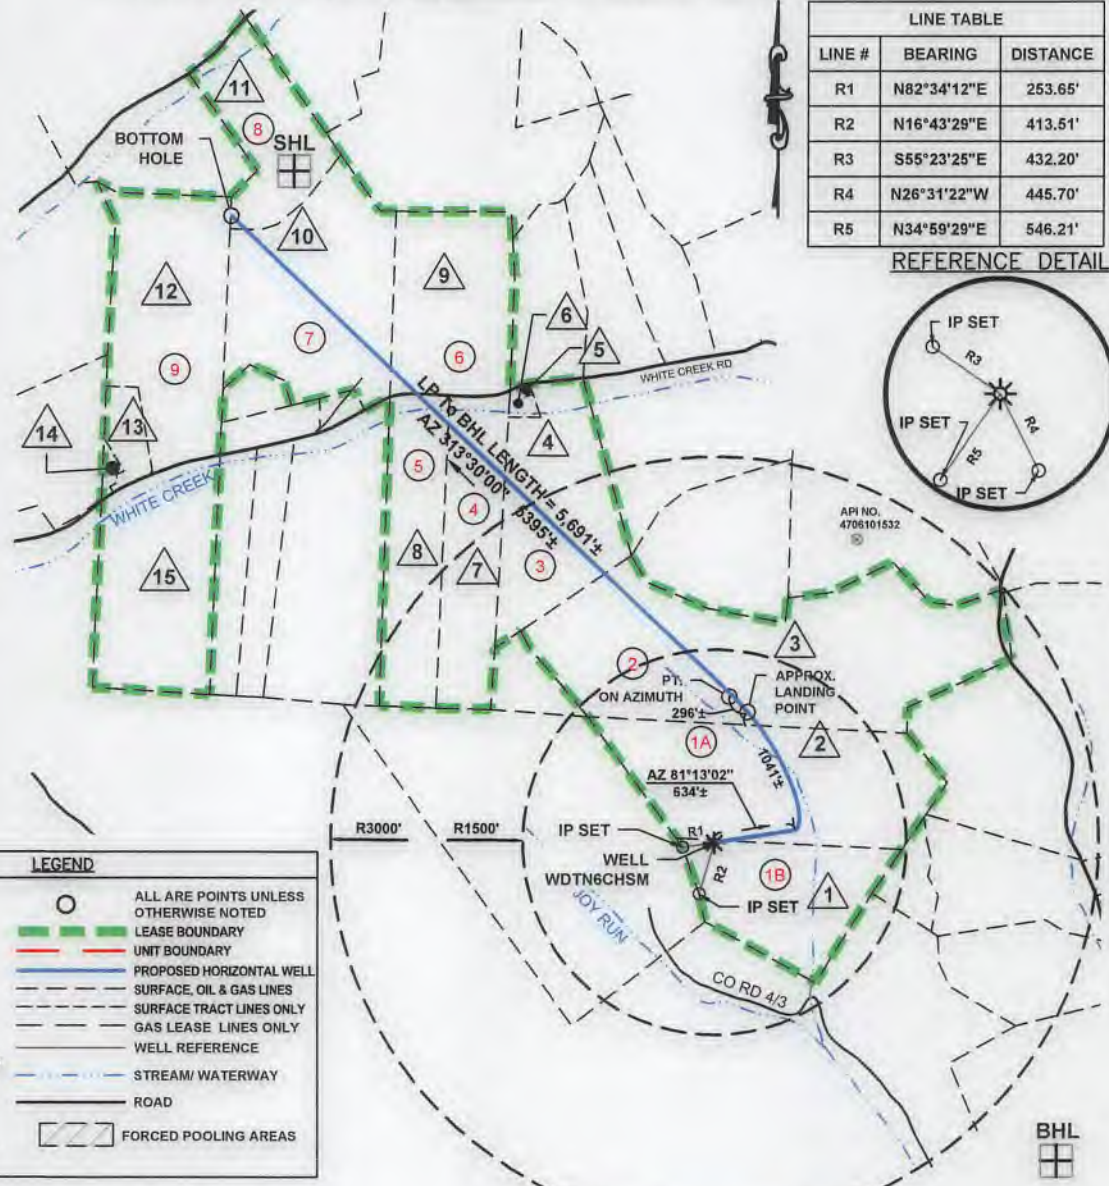 LINE TABLE
LINE # BEARING DISTANCE
R1 N82°34'12"E 253.65'
R2 N16°43'29"E 413.51'
R3 S55°23'25"E 432.20'
R4 N26°31'22"W 445.70'
R5 N34°59'29"E 546.21'
REFERENCE DETAIL
IP SET
R3
IP SET
R4
R5
IP SET
11
8
BOTTOM
HOLE
SHL
10
12
9
6
7
5
6
9
WHITE CREEK RD
14
13
4
LP To BHL LENGTH = 5,691'±
AZ 313°30'00" 5395'±
5
WHITE CREEK
4
API NO.
4706101532
15
8
7
3
3
2
PT.
ON AZIMUTH
296'±
APPROX.
LANDING
POINT
1A
2
1041'±
AZ 81°13'02"
634'±
R3000'
R1500'
IP SET
R1
WELL
WDTN6CHSM
R2
1B
IP SET
1
JOY RUN
CO RD 4/3
LEGEND
ALL ARE POINTS UNLESS
OTHERWISE NOTED
LEASE BOUNDARY
UNIT BOUNDARY
PROPOSED HORIZONTAL WELL
SURFACE, OIL & GAS LINES
SURFACE TRACT LINES ONLY
GAS LEASE LINES ONLY
WELL REFERENCE
STREAM/ WATERWAY
ROAD
FORCED POOLING AREAS
BHL